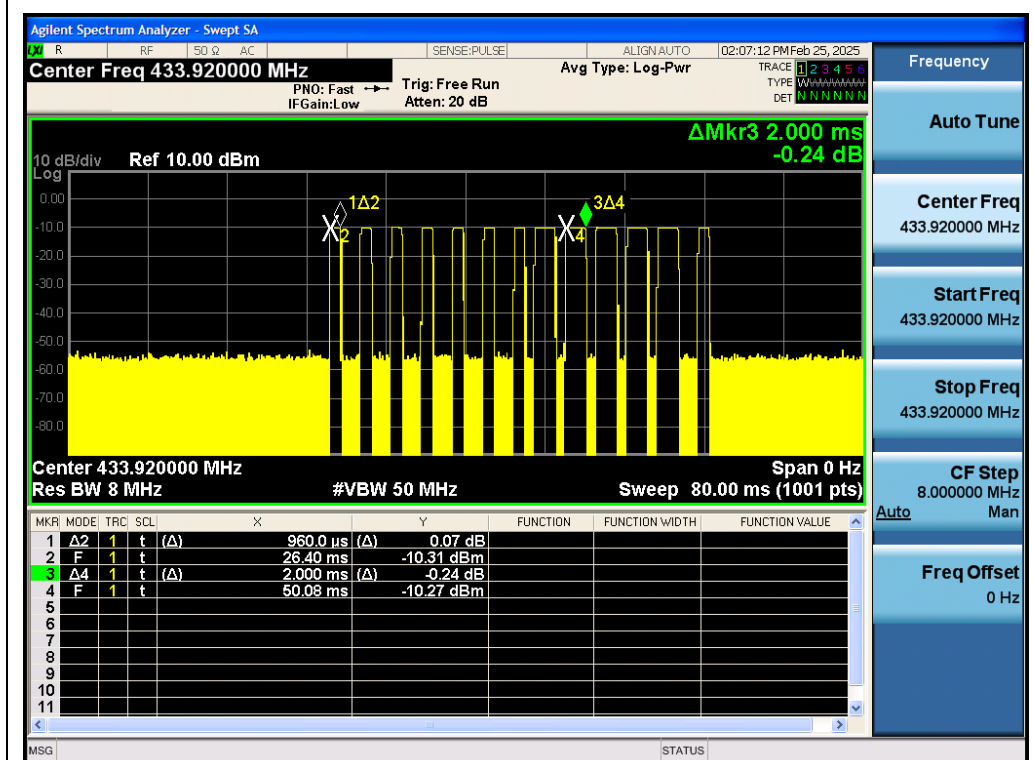 Agilent Spectrum Analyzer - Swept SA
LXI R RF 50 Ω AC SENSE:PULSE ALIGN AUTO 02:07:12 PM Feb 25, 2025
Center Freq 433.920000 MHz
PNO: Fast
IFGain:Low
Trig: Free Run
Atten: 20 dB
Avg Type: Log-Pwr
TRACE 1 2 3 4 5 6
TYPE WWWWWW
DET N N N N N N
ΔMkr3 2.000 ms
-0.24 dB
10 dB/div Ref 10.00 dBm
Log
0.00
-10.0
-20.0
-30.0
-40.0
-50.0
-60.0
-70.0
-80.0
1Δ2
2
3Δ4
4
Center 433.920000 MHz Span 0 Hz
Res BW 8 MHz #VBW 50 MHz Sweep 80.00 ms (1001 pts)
MKR MODE TRC SCL X Y FUNCTION FUNCTION WIDTH FUNCTION VALUE
1 Δ2 1 t (Δ) 960.0 µs (Δ) 0.07 dB
2 F 1 t 26.40 ms -10.31 dBm
3 Δ4 1 t (Δ) 2.000 ms (Δ) -0.24 dB
4 F 1 t 50.08 ms -10.27 dBm
5
6
7
8
9
10
11
MSG STATUS
Frequency
Auto Tune
Center Freq
433.920000 MHz
Start Freq
433.920000 MHz
Stop Freq
433.920000 MHz
CF Step
8.000000 MHz
Auto Man
Freq Offset
0 Hz